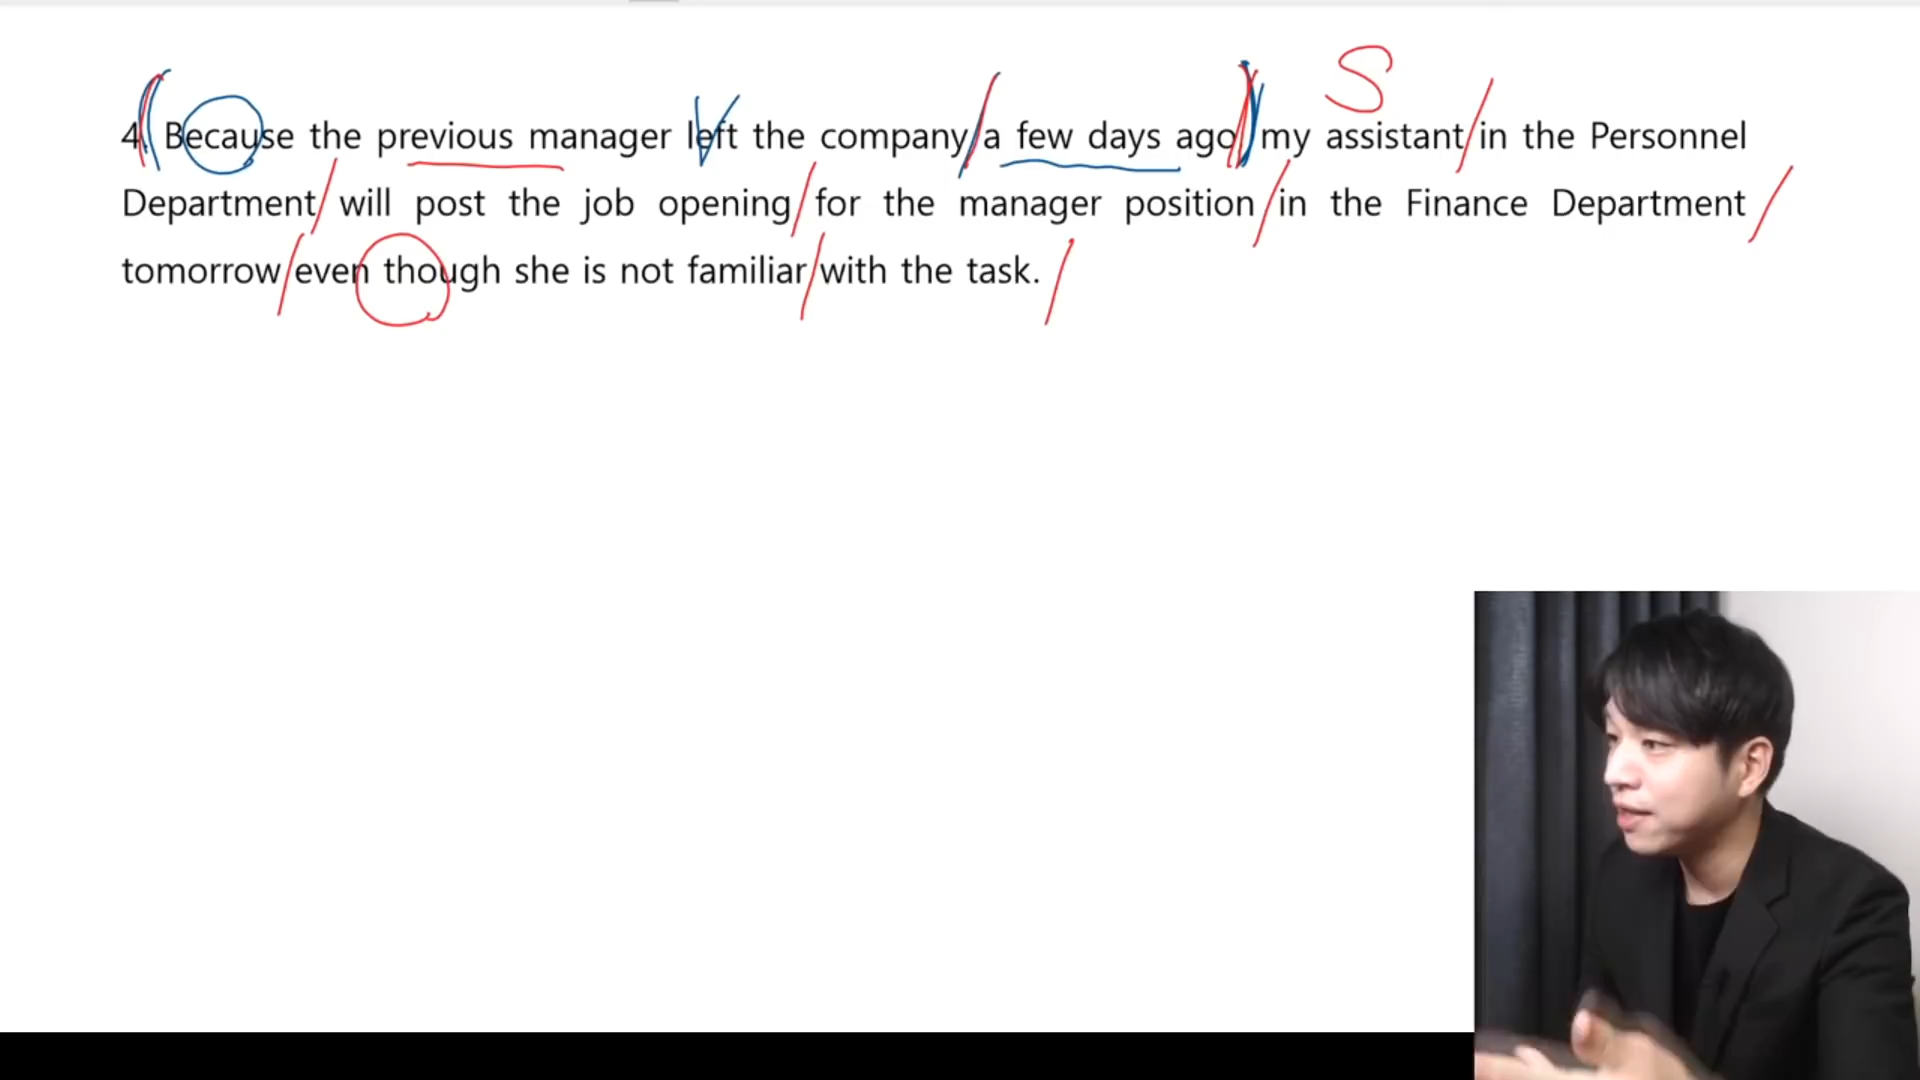 4. Because the previous manager left the company a few days ago my assistant in the Personnel
Department will post the job opening for the manager position in the Finance Department
tomorrow even though she is not familiar with the task.
S
V